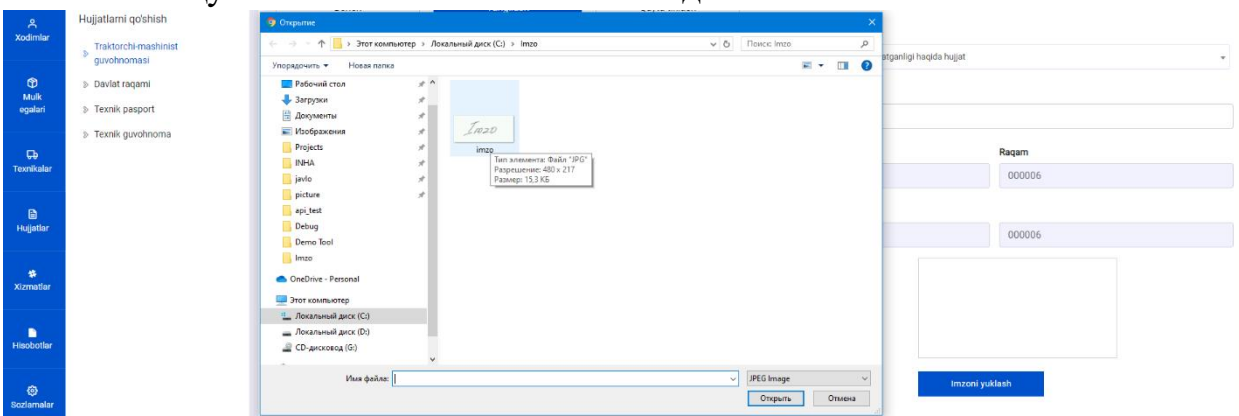 Xodimlar
Mulk
egalari
Texnikalar
Hujjatlar
Xizmatlar
Hisobotlar
Sozlamalar
Hujjatlarni qo'shish
Traktorchi-mashinist
guvohnomasi
Davlat raqami
Texnik pasport
Texnik guvohnoma
Открытие
Этот компьютер > Локальный диск (C:) > Imzo
Поиск: Imzo
Упорядочить
Новая папка
Рабочий стол
Загрузки
Документы
Изображения
Projects
INHA
javlo
picture
api_test
Debug
Demo Tool
Imzo
OneDrive - Personal
Этот компьютер
Локальный диск (C:)
Локальный диск (D:)
CD-дисковод (G:)
Imzo
imzo
Тип элемента: Файл "JPG"
Разрешение: 480 x 217
Размер: 15,3 КБ
Имя файла:
JPEG Image
Открыть
Отмена
atganligi haqida hujjat
Raqam
000006
000006
Imzoni yuklash